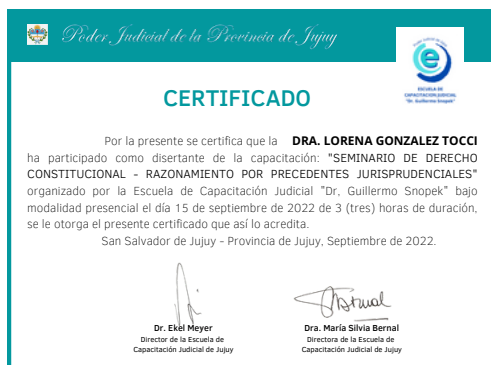 Poder Judicial de la Provincia de Jujuy
ESCUELA DE
CAPACITACIÓN JUDICIAL
"Dr. Guillermo Snopek"
CERTIFICADO
Por la presente se certifica que la DRA. LORENA GONZALEZ TOCCI
ha participado como disertante de la capacitación: "SEMINARIO DE DERECHO
CONSTITUCIONAL - RAZONAMIENTO POR PRECEDENTES JURISPRUDENCIALES"
organizado por la Escuela de Capacitación Judicial "Dr, Guillermo Snopek" bajo
modalidad presencial el día 15 de septiembre de 2022 de 3 (tres) horas de duración,
se le otorga el presente certificado que así lo acredita.
San Salvador de Jujuy - Provincia de Jujuy, Septiembre de 2022.
Dr. Ekel Meyer
Director de la Escuela de
Capacitación Judicial de Jujuy
Dra. María Silvia Bernal
Directora de la Escuela de
Capacitación Judicial de Jujuy